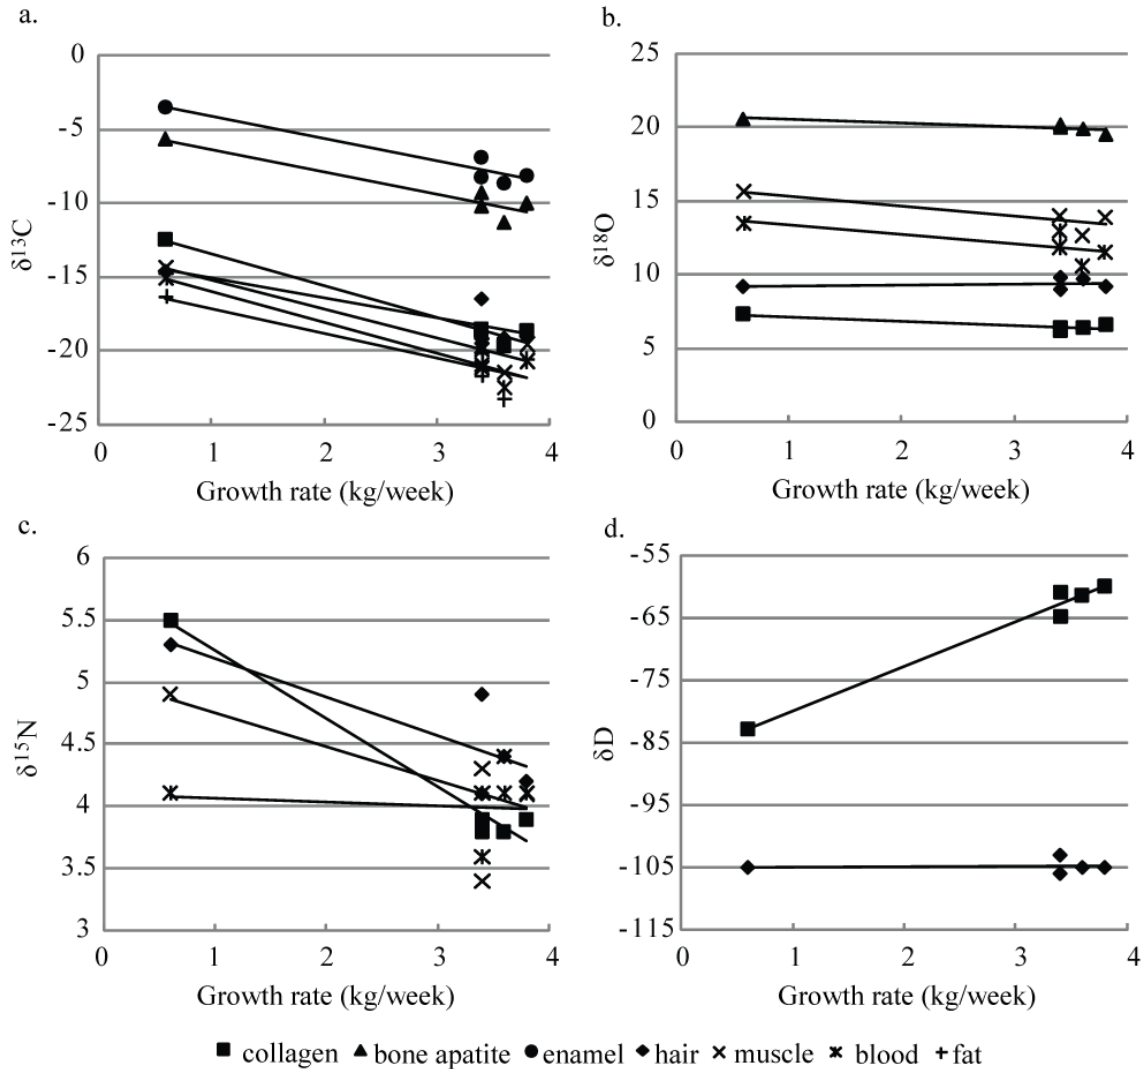 a.
0
-5
-10
-15
-20
-25
δ¹³C
0 1 2 3 4
Growth rate (kg/week)
b.
25
20
15
10
5
0
δ¹⁸O
0 1 2 3 4
Growth rate (kg/week)
c.
6
5.5
5
4.5
4
3.5
3
δ¹⁵N
0 1 2 3 4
Growth rate (kg/week)
d.
-55
-65
-75
-85
-95
-105
-115
δD
0 1 2 3 4
Growth rate (kg/week)
collagen bone apatite enamel hair muscle blood fat